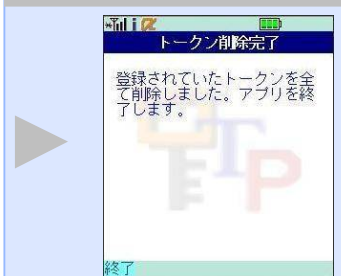 トークン削除完了
登録されていたトークンを全
て削除しました。アプリを終
了します。
TP
終了